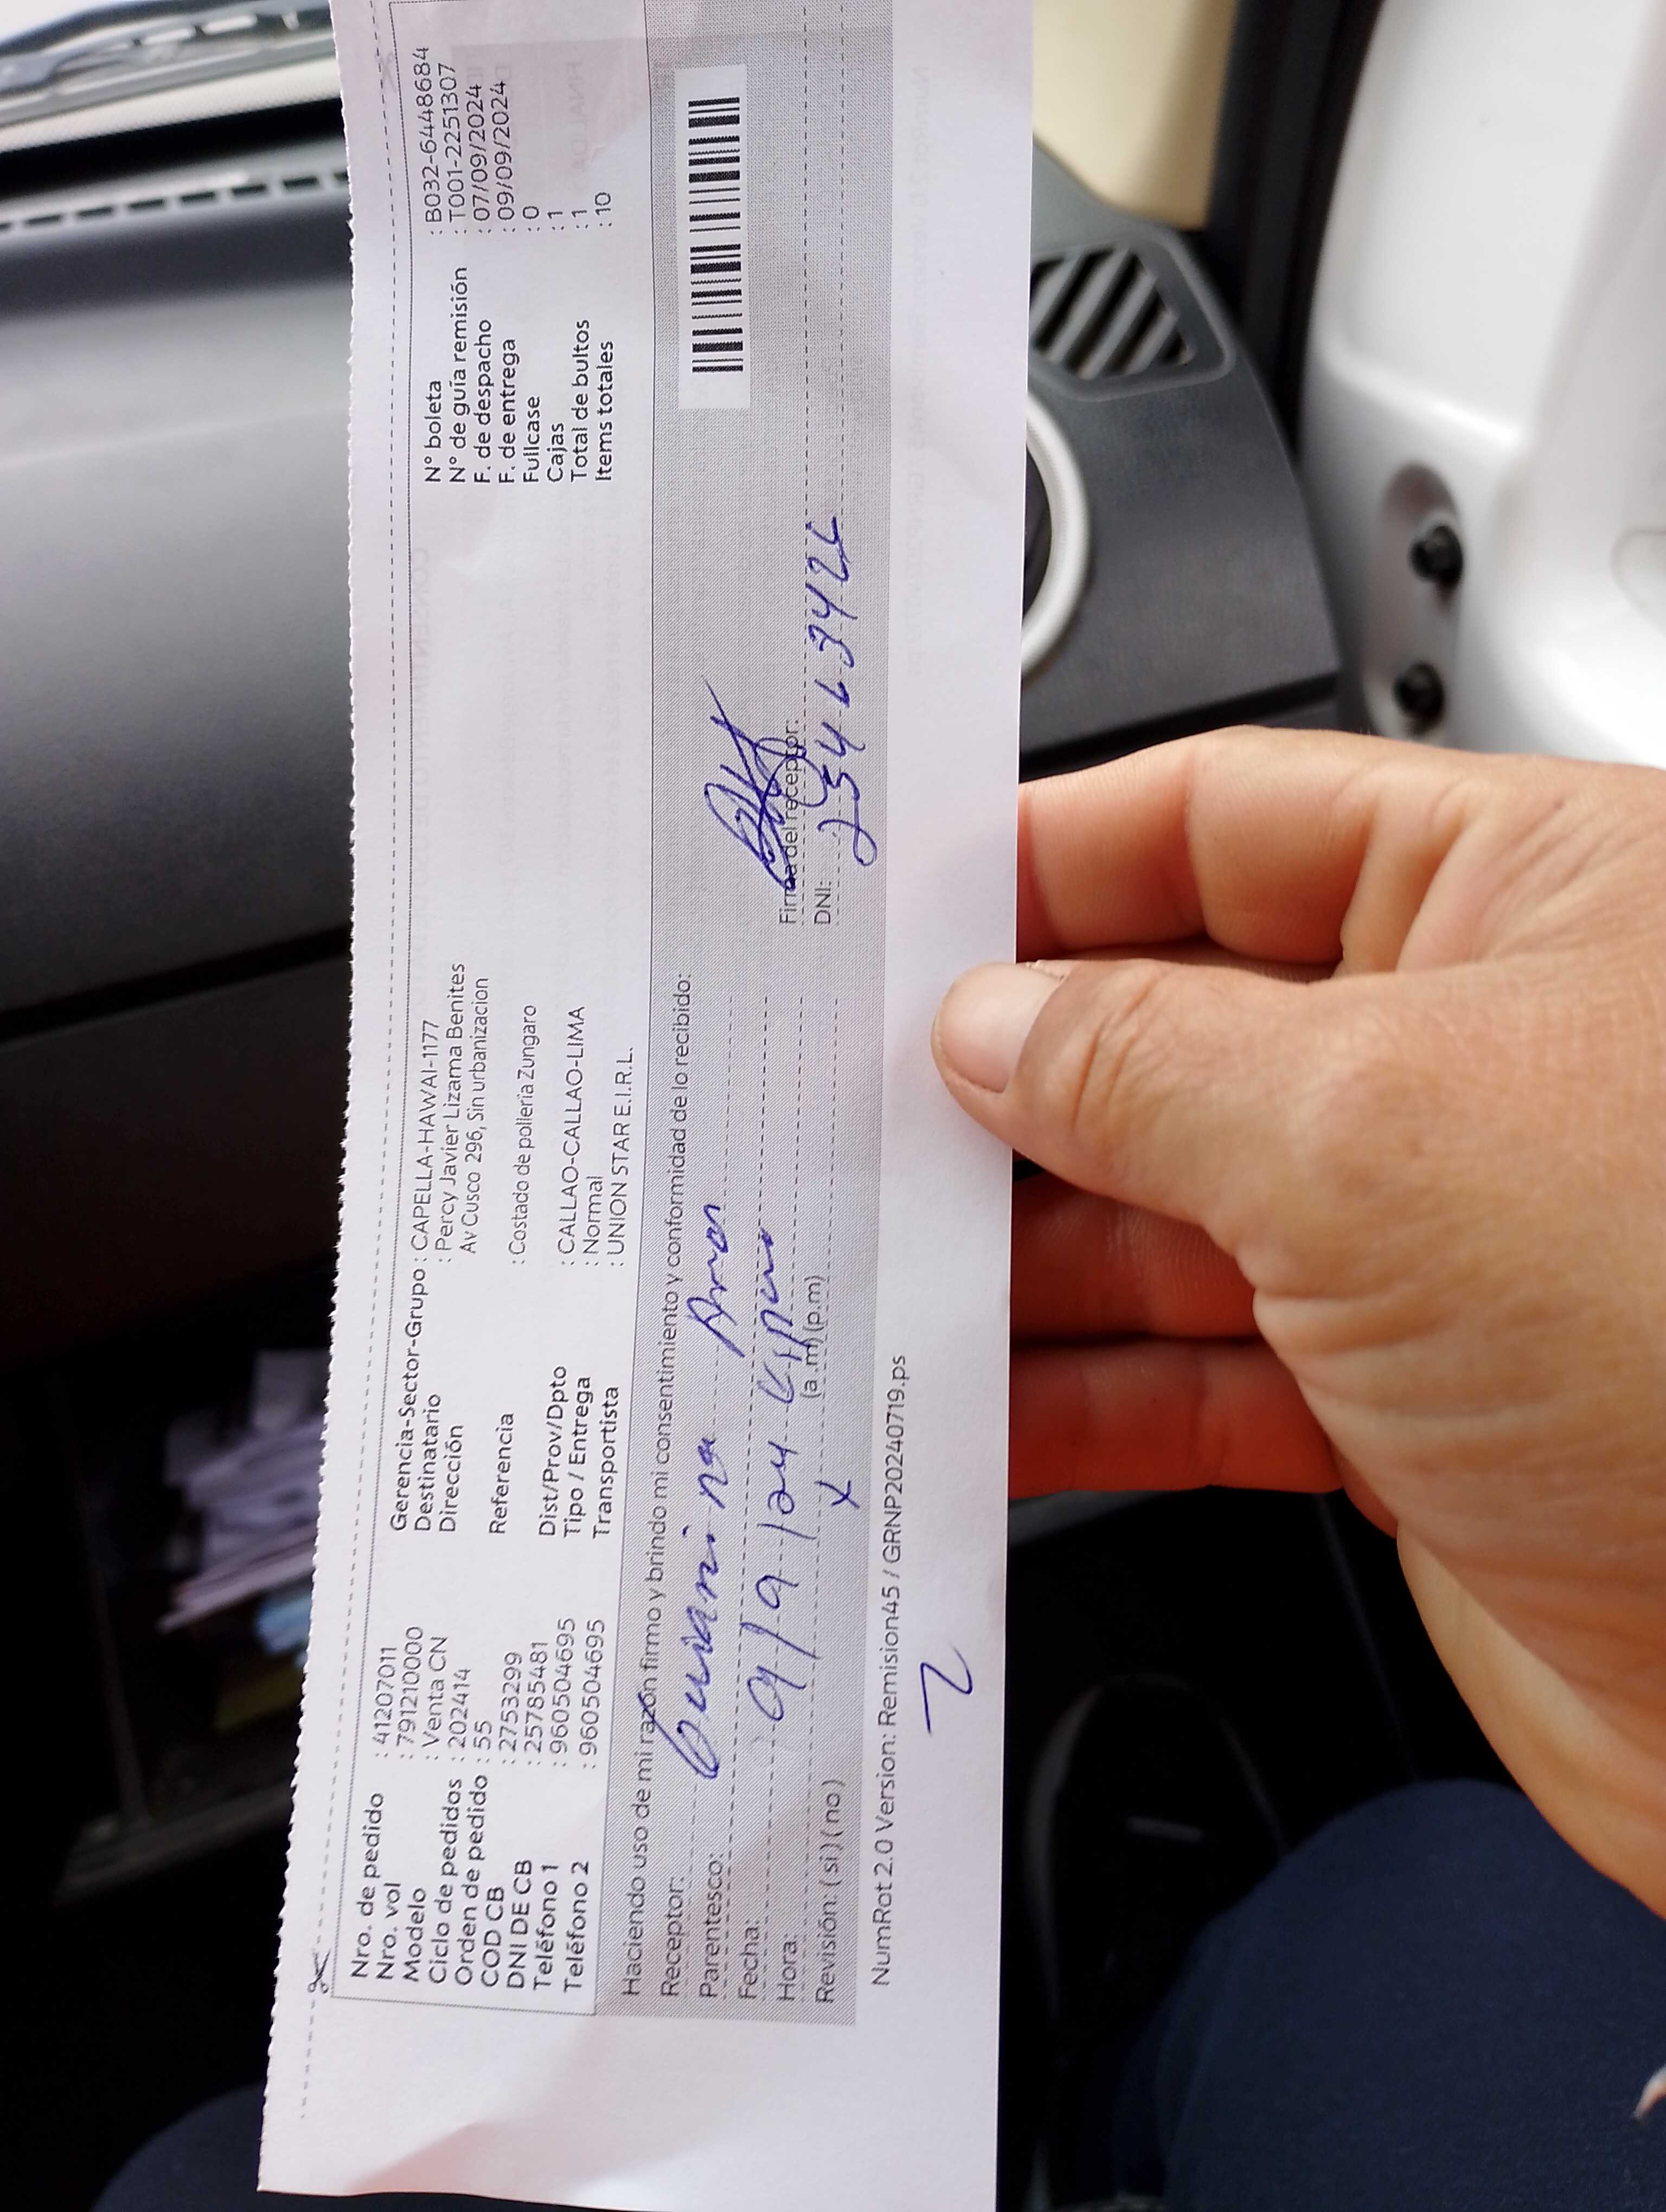 Nro. de pedido : 41207011
Nro. vol : 791210000
Modelo : Venta CN
Ciclo de pedidos : 202414
Orden de pedido : 55
COD CB : 2753299
DNI DE CB : 25785481
Teléfono 1 : 960504695
Teléfono 2 : 960504695
Gerencia-Sector-Grupo : CAPELLA-HAWAI-1177
Destinatario : Percy Javier Lizama Benites
Dirección Av Cusco 296, Sin urbanizacion
Referencia : Costado de polleria Zungaro
Dist/Prov/Dpto : CALLAO-CALLAO-LIMA
Tipo / Entrega : Normal
Transportista : UNION STAR E.I.R.L.
N° boleta : B032-6448684
N° de guía remisión : T001-2251307
F. de despacho : 07/09/2024
F. de entrega : 09/09/2024
Fullcase : 0
Cajas : 1
Total de bultos : 1
Items totales : 10
Haciendo uso de mi razón firmo y brindo mi consentimiento y conformidad de lo recibido:
Receptor:
Parentesco:
Fecha: 9/9/24
Hora: (a.m) (p.m)
Revisión: (si) (no) X
Firma del receptor:
DNI:
NumRot 2.0 Version: Remision45 / GRNP20240719.ps